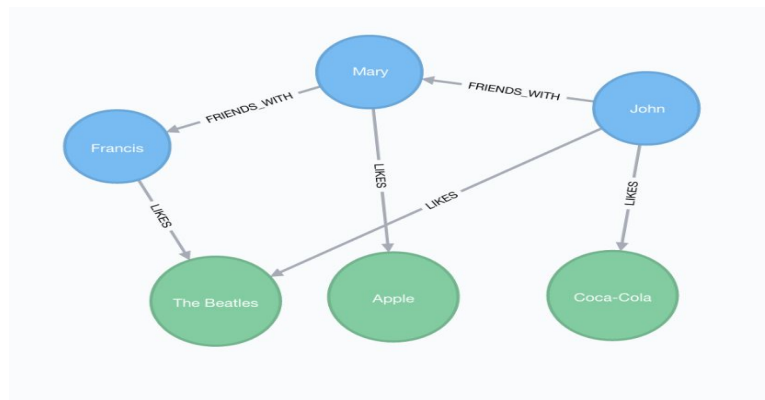 Mary
FRIENDS_WITH
John
FRIENDS_WITH
Francis
LIKES
LIKES
LIKES
LIKES
The Beatles
Apple
Coca-Cola